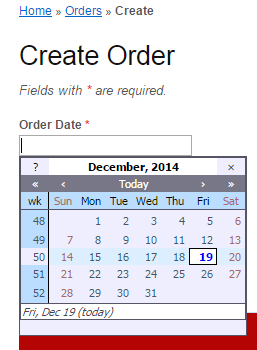 Home » Orders » Create
Create Order
Fields with * are required.
Order Date *
? December, 2014 ×
« ‹ Today › »
wk Sun Mon Tue Wed Thu Fri Sat
48 1 2 3 4 5 6
49 7 8 9 10 11 12 13
50 14 15 16 17 18 19 20
51 21 22 23 24 25 26 27
52 28 29 30 31
Fri, Dec 19 (today)